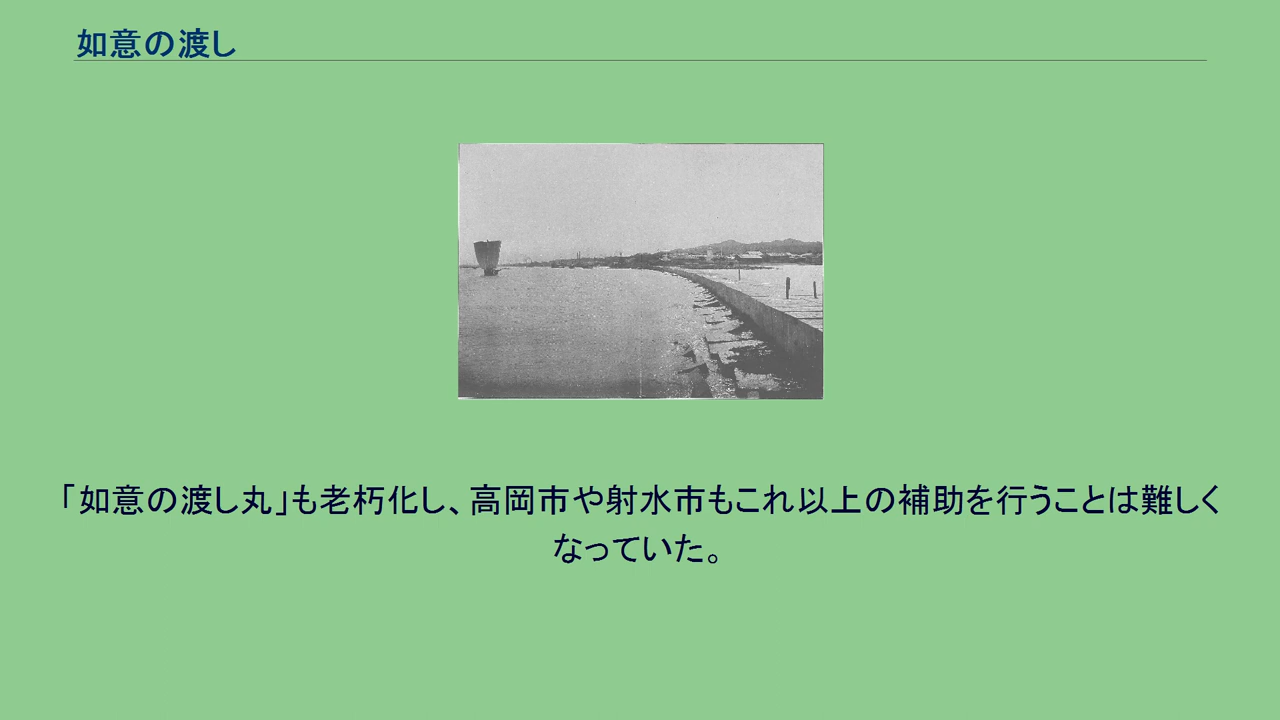 如意の渡し
「如意の渡し丸」も老朽化し、高岡市や射水市もこれ以上の補助を行うことは難しく
なっていた。